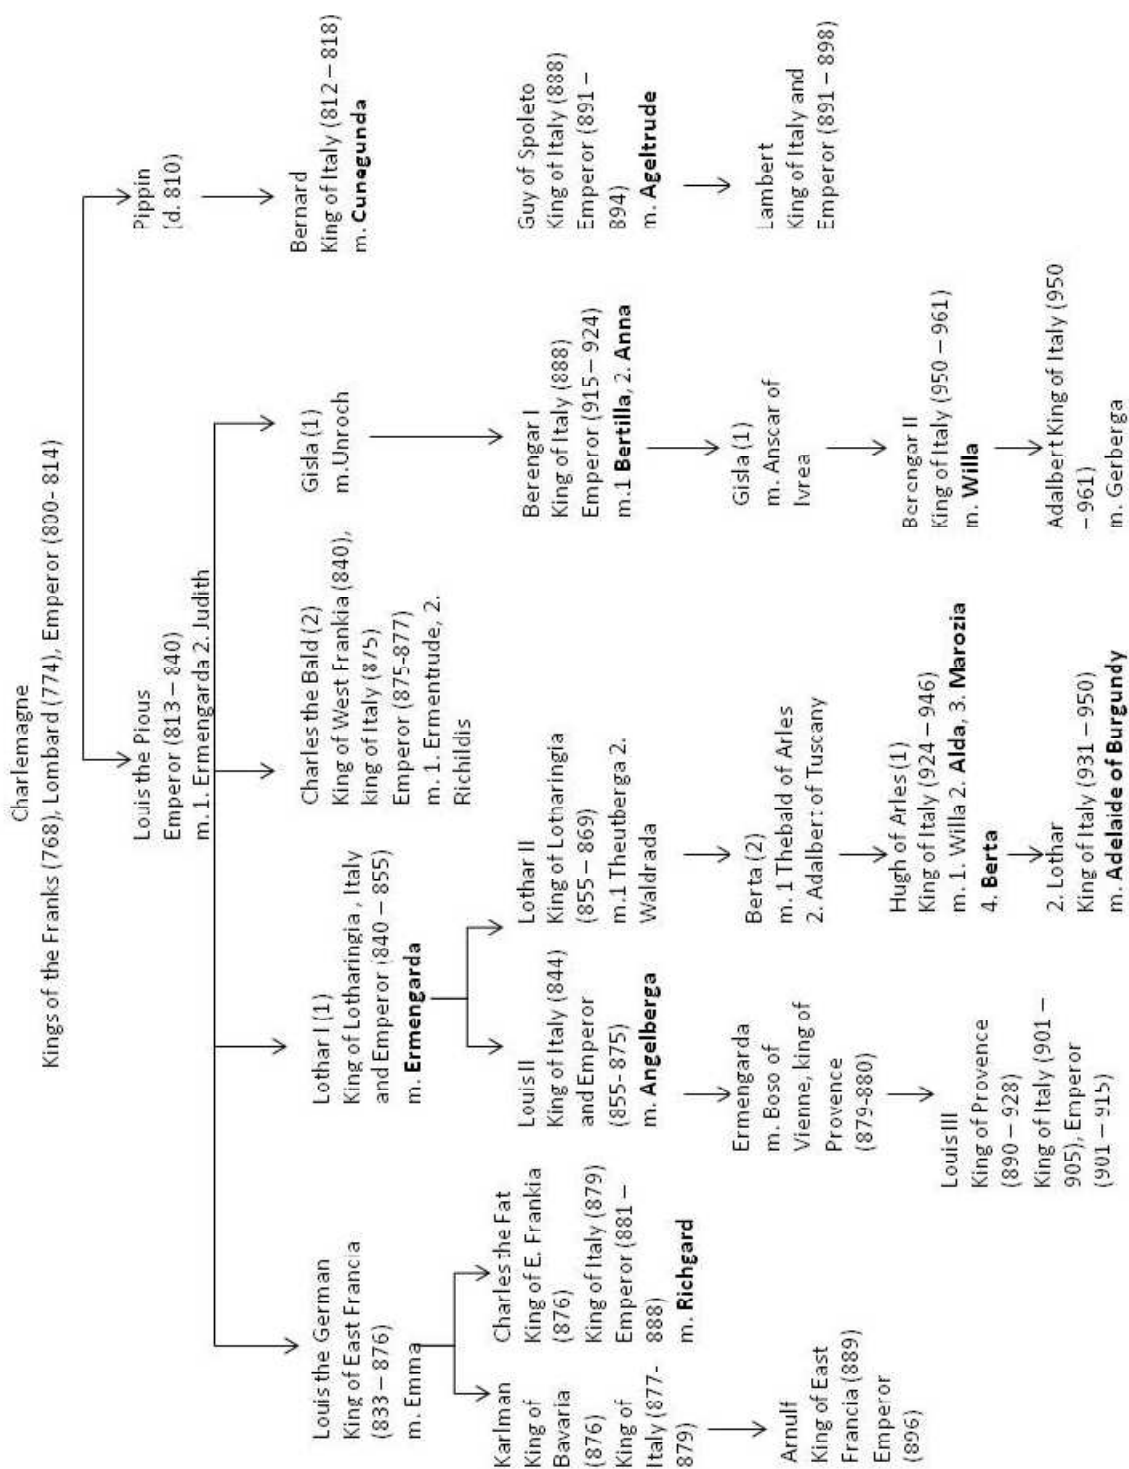 Charlemagne
Kings of the Franks (768), Lombard (774), Emperor (800- 814)
Louis the Pious
Emperor (813 – 840)
m. 1. Ermengarda 2. Judith
Pippin
(d. 810)
Louis the German
King of East Francia
(833 – 876)
m. Emma
Lothar I (1)
King of Lotharingia , Italy
and Emperor (840 – 855)
m. Ermengarda
Charles the Bald (2)
King of West Frankia (840),
king of Italy (875)
Emperor (875-877)
m. 1. Ermentrude, 2.
Richildis
Gisla (1)
m.Unroch
Bernard
King of Italy (812 – 818)
m. Cunegunda
Karlman
King of
Bavaria
(876)
King of
Italy (877-
879)
Charles the Fat
King of E. Frankia
(876)
King of Italy (879)
Emperor (881 –
888)
m. Richgard
Louis II
King of Italy (844)
and Emperor
(855-875)
m. Angelberga
Lothar II
King of Lotharingia
(855 – 869)
m.1 Theutberga 2.
Waldrada
Berengar I
King of Italy (888)
Emperor (915 – 924)
m.1 Bertilla, 2. Anna
Guy of Spoleto
King of Italy (888)
Emperor (891 –
894)
m. Ageltrude
Arnulf
King of East
Francia (889)
Emperor
(896)
Ermengarda
m. Boso of
Vienne, king of
Provence
(879-880)
Berta (2)
m. 1 Thebald of Arles
2. Adalbert of Tuscany
Gisla (1)
m. Anscar of
Ivrea
Lambert
King of Italy and
Emperor (891 – 898)
Louis III
King of Provence
(890 – 928)
King of Italy (901 –
905), Emperor
(901 – 915)
Hugh of Arles (1)
King of Italy (924 – 946)
m. 1. Willa 2. Alda, 3. Marozia
4. Berta
Berengar II
King of Italy (950 – 961)
m. Willa
2. Lothar
King of Italy (931 – 950)
m. Adelaide of Burgundy
Adalbert King of Italy (950
– 961)
m. Gerberga